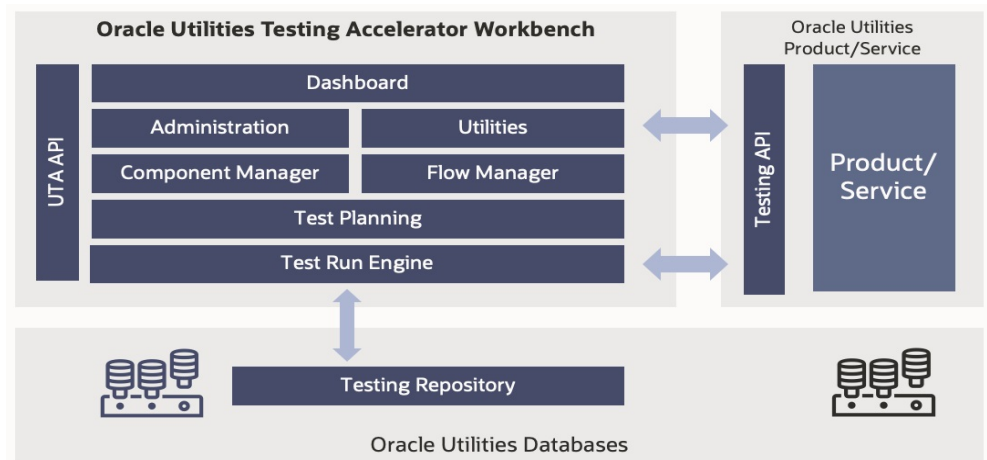 Oracle Utilities Testing Accelerator Workbench
UTA API
Dashboard
Administration
Utilities
Component Manager
Flow Manager
Test Planning
Test Run Engine
Oracle Utilities
Product/Service
Testing API
Product/
Service
Testing Repository
Oracle Utilities Databases